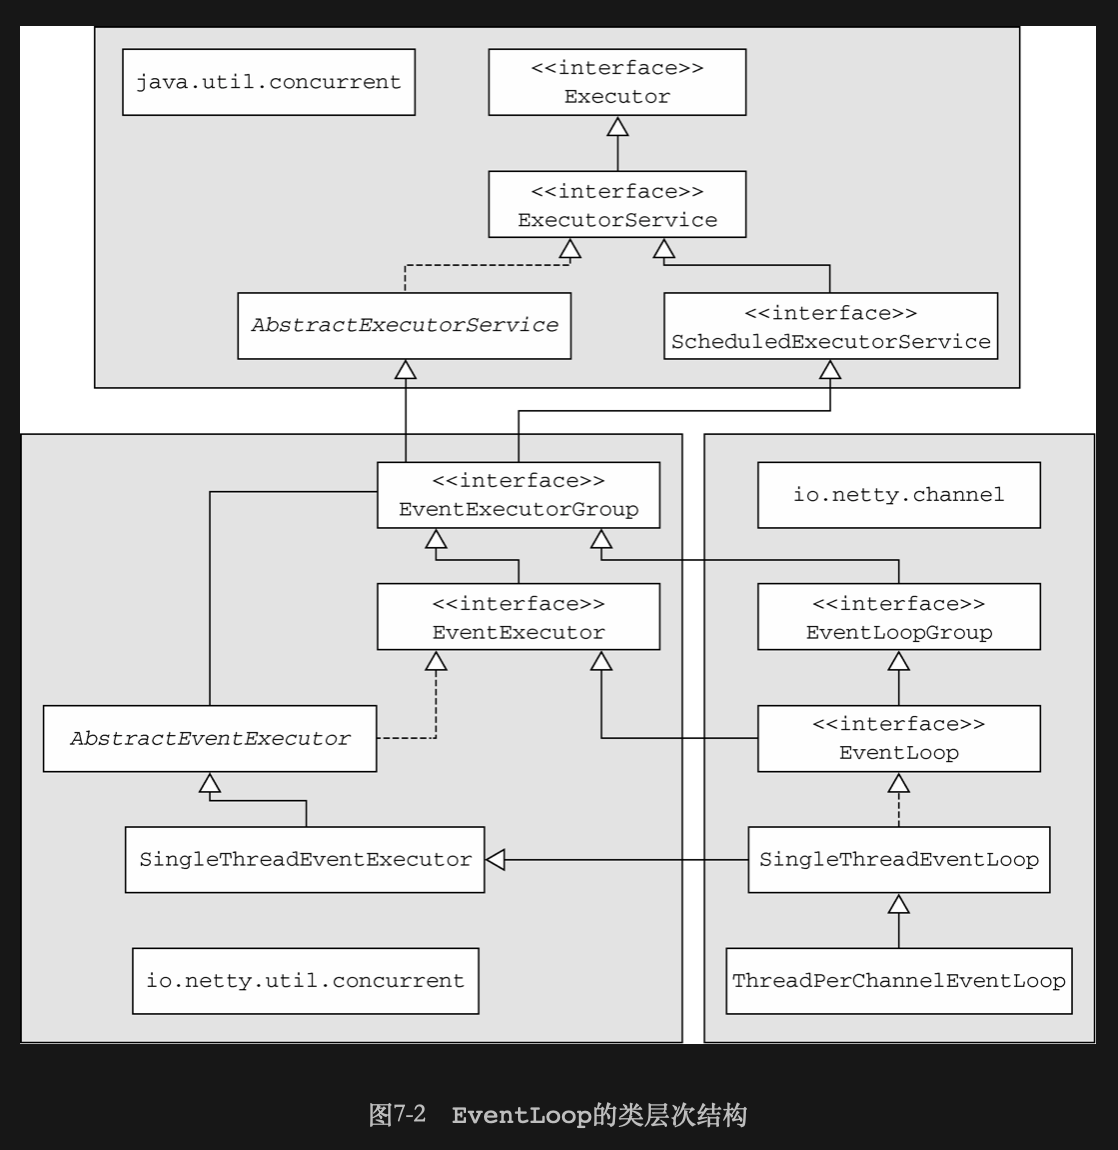 java.util.concurrent
<<interface>>
Executor
<<interface>>
ExecutorService
AbstractExecutorService
<<interface>>
ScheduledExecutorService
<<interface>>
EventExecutorGroup
io.netty.channel
<<interface>>
EventExecutor
<<interface>>
EventLoopGroup
AbstractEventExecutor
<<interface>>
EventLoop
SingleThreadEventExecutor
SingleThreadEventLoop
io.netty.util.concurrent
ThreadPerChannelEventLoop
图7-2 EventLoop的类层次结构